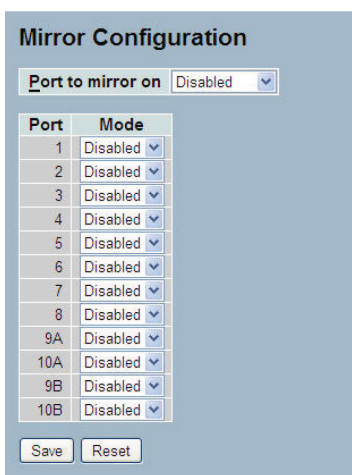 Mirror Configuration
Port to mirror on Disabled
Port Mode
1 Disabled
2 Disabled
3 Disabled
4 Disabled
5 Disabled
6 Disabled
7 Disabled
8 Disabled
9A Disabled
10A Disabled
9B Disabled
10B Disabled
Save Reset